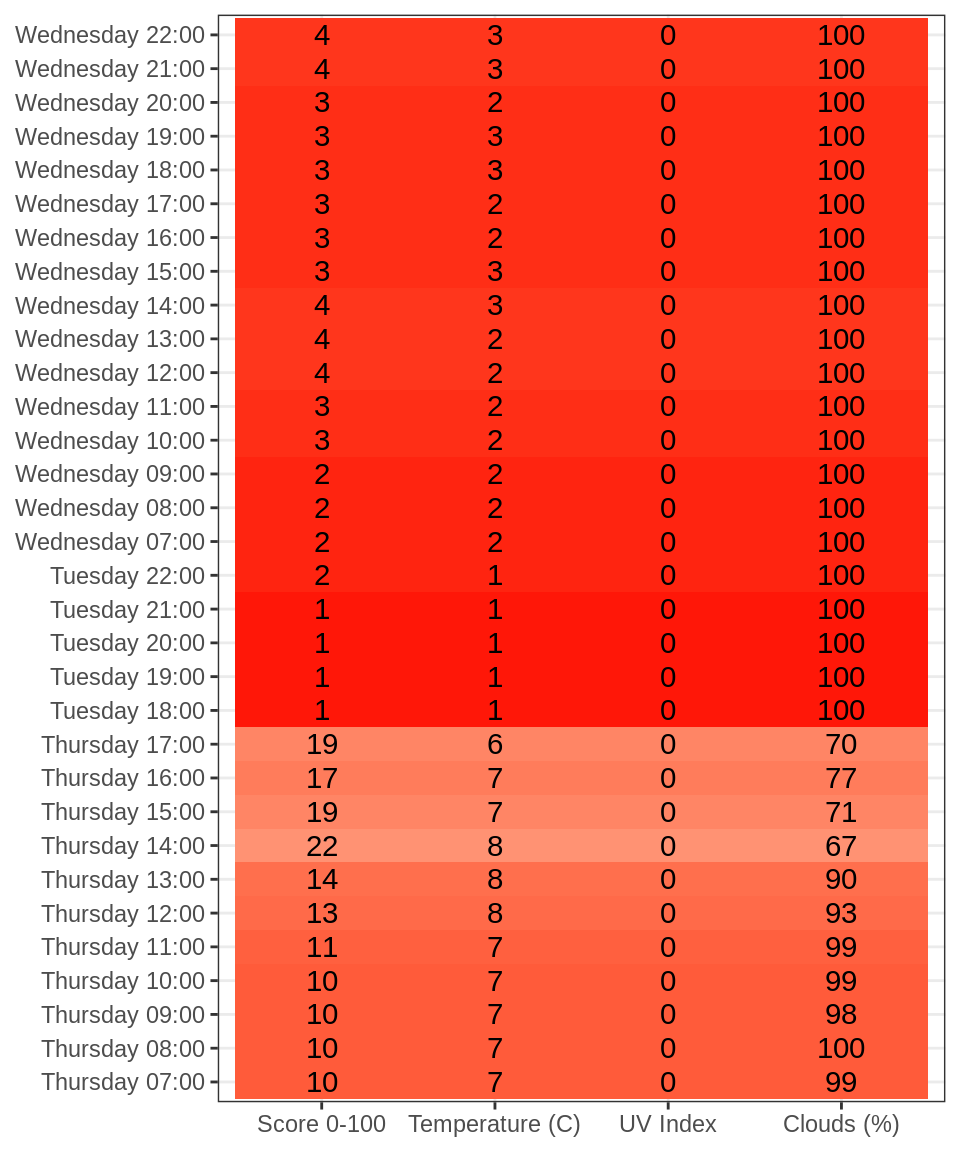 Wednesday 22:00 4 3 0 100
Wednesday 21:00 4 3 0 100
Wednesday 20:00 3 2 0 100
Wednesday 19:00 3 3 0 100
Wednesday 18:00 3 3 0 100
Wednesday 17:00 3 2 0 100
Wednesday 16:00 3 2 0 100
Wednesday 15:00 3 3 0 100
Wednesday 14:00 4 3 0 100
Wednesday 13:00 4 2 0 100
Wednesday 12:00 4 2 0 100
Wednesday 11:00 3 2 0 100
Wednesday 10:00 3 2 0 100
Wednesday 09:00 2 2 0 100
Wednesday 08:00 2 2 0 100
Wednesday 07:00 2 2 0 100
Tuesday 22:00 2 1 0 100
Tuesday 21:00 1 1 0 100
Tuesday 20:00 1 1 0 100
Tuesday 19:00 1 1 0 100
Tuesday 18:00 1 1 0 100
Thursday 17:00 19 6 0 70
Thursday 16:00 17 7 0 77
Thursday 15:00 19 7 0 71
Thursday 14:00 22 8 0 67
Thursday 13:00 14 8 0 90
Thursday 12:00 13 8 0 93
Thursday 11:00 11 7 0 99
Thursday 10:00 10 7 0 99
Thursday 09:00 10 7 0 98
Thursday 08:00 10 7 0 100
Thursday 07:00 10 7 0 99
Score 0-100 Temperature (C) UV Index Clouds (%)